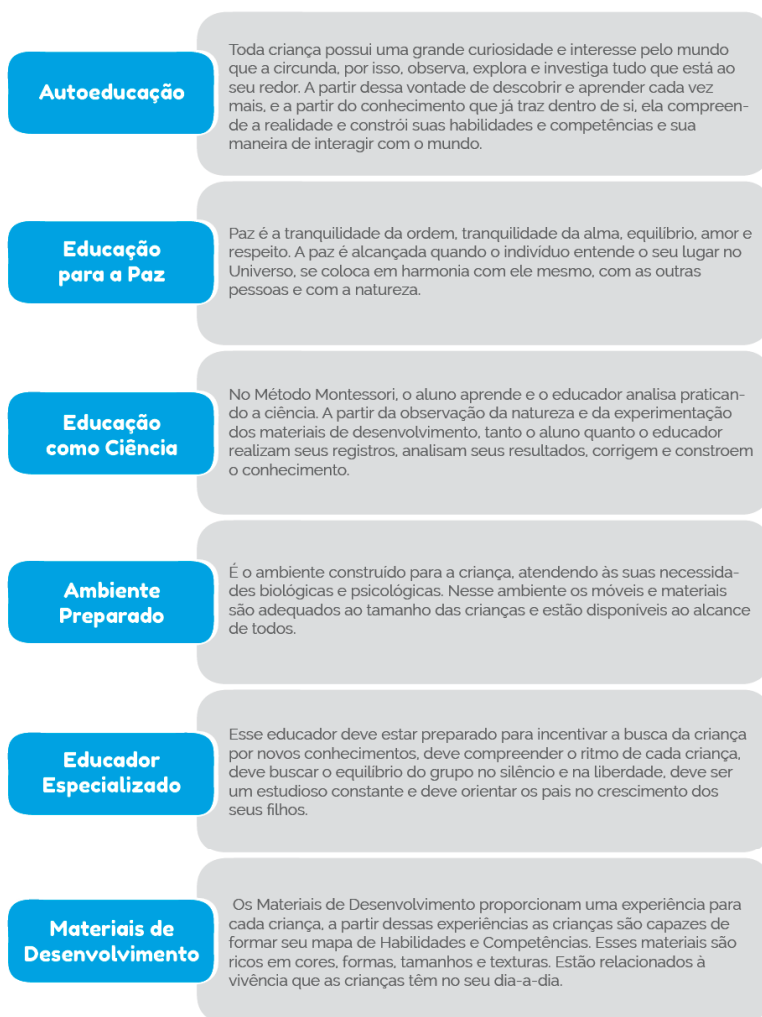 Autoeducação
Toda criança possui uma grande curiosidade e interesse pelo mundo
que a circunda, por isso, observa, explora e investiga tudo que está ao
seu redor. A partir dessa vontade de descobrir e aprender cada vez
mais, e a partir do conhecimento que já traz dentro de si, ela compreen-
de a realidade e constrói suas habilidades e competências e sua
maneira de interagir com o mundo.
Educação
para a Paz
Paz é a tranquilidade da ordem, tranquilidade da alma, equilíbrio, amor e
respeito. A paz é alcançada quando o indivíduo entende o seu lugar no
Universo, se coloca em harmonia com ele mesmo, com as outras
pessoas e com a natureza.
Educação
como Ciência
No Método Montessori, o aluno aprende e o educador analisa pratican-
do a ciência. A partir da observação da natureza e da experimentação
dos materiais de desenvolvimento, tanto o aluno quanto o educador
realizam seus registros, analisam seus resultados, corrigem e constroem
o conhecimento.
Ambiente
Preparado
É o ambiente construído para a criança, atendendo às suas necessida-
des biológicas e psicológicas. Nesse ambiente os móveis e materiais
são adequados ao tamanho das crianças e estão disponíveis ao alcance
de todos.
Educador
Especializado
Esse educador deve estar preparado para incentivar a busca da criança
por novos conhecimentos, deve compreender o ritmo de cada criança,
deve buscar o equilíbrio do grupo no silêncio e na liberdade, deve ser
um estudioso constante e deve orientar os pais no crescimento dos
seus filhos.
Materiais de
Desenvolvimento
Os Materiais de Desenvolvimento proporcionam uma experiência para
cada criança, a partir dessas experiências as crianças são capazes de
formar seu mapa de Habilidades e Competências. Esses materiais são
ricos em cores, formas, tamanhos e texturas. Estão relacionados à
vivência que as crianças têm no seu dia-a-dia.